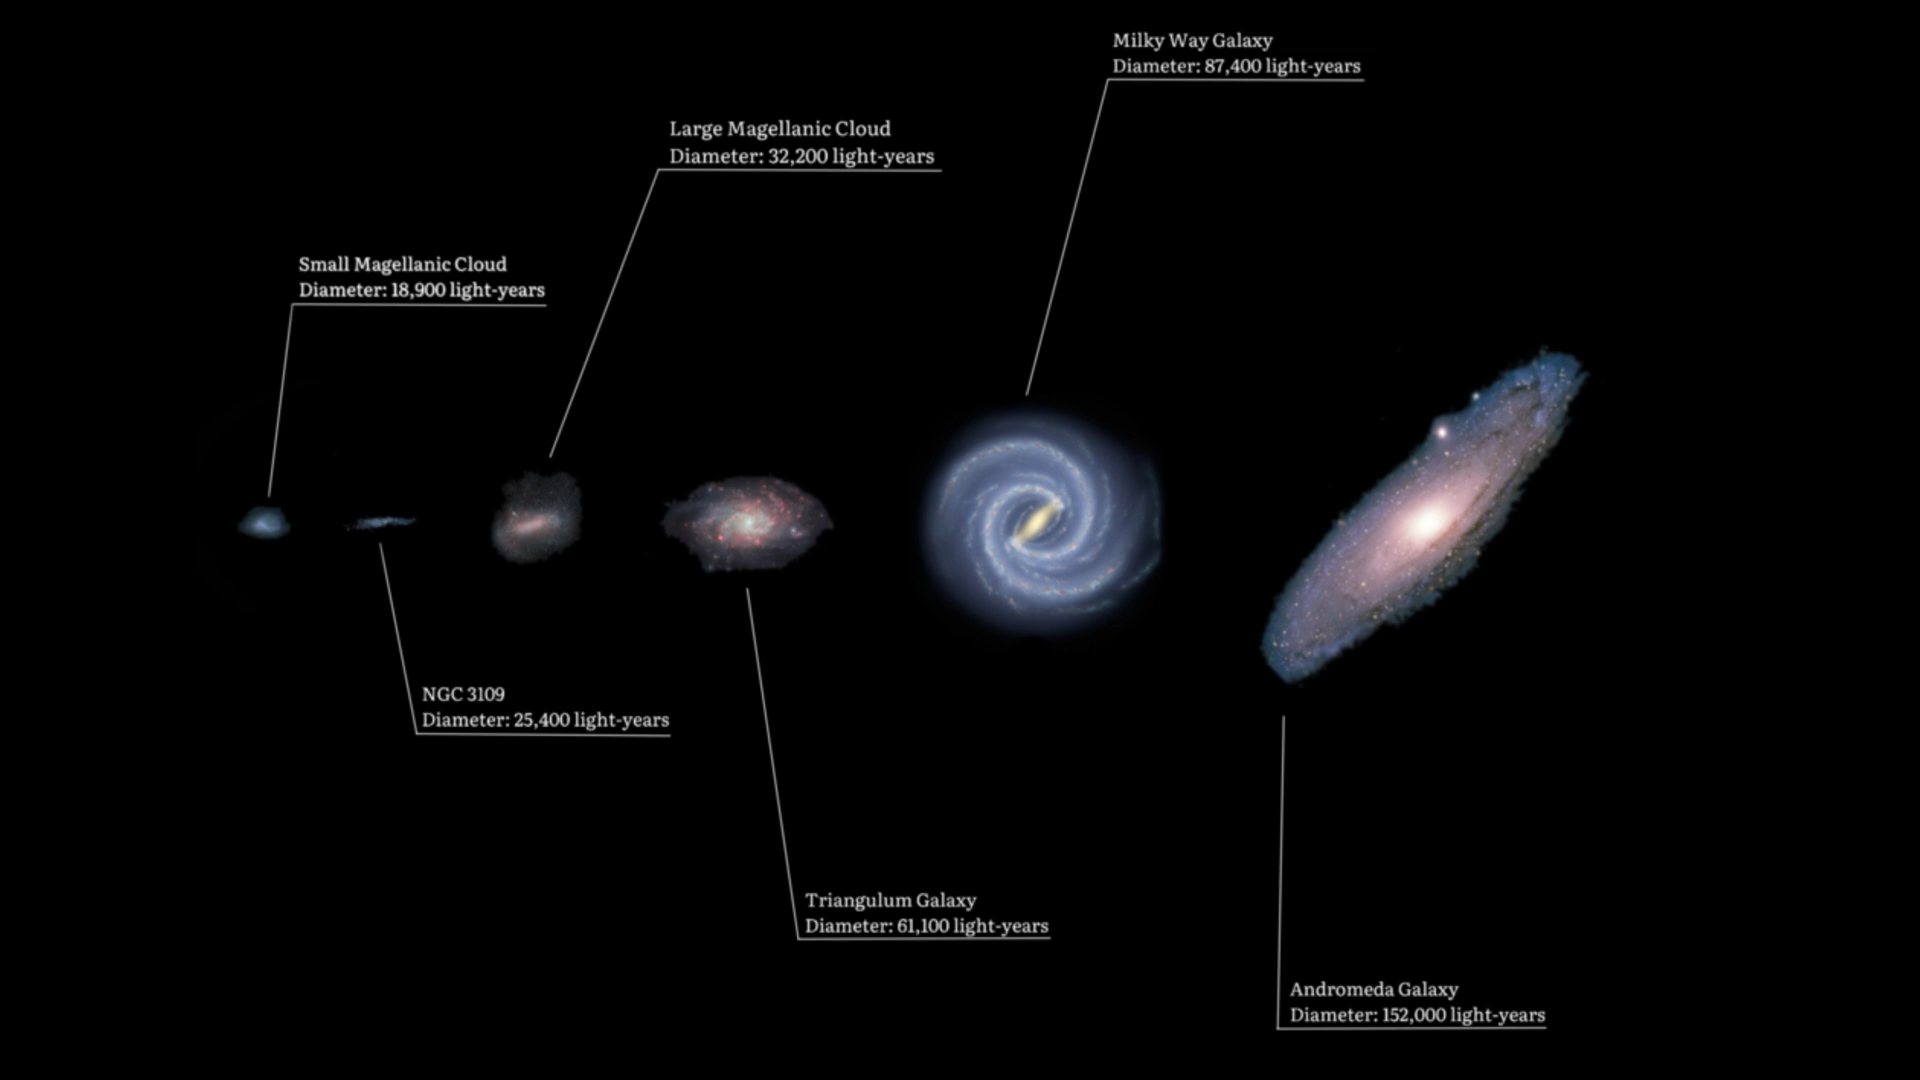 Milky Way Galaxy
Diameter: 87,400 light-years
Large Magellanic Cloud
Diameter: 32,200 light-years
Small Magellanic Cloud
Diameter: 18,900 light-years
NGC 3109
Diameter: 25,400 light-years
Triangulum Galaxy
Diameter: 61,100 light-years
Andromeda Galaxy
Diameter: 152,000 light-years